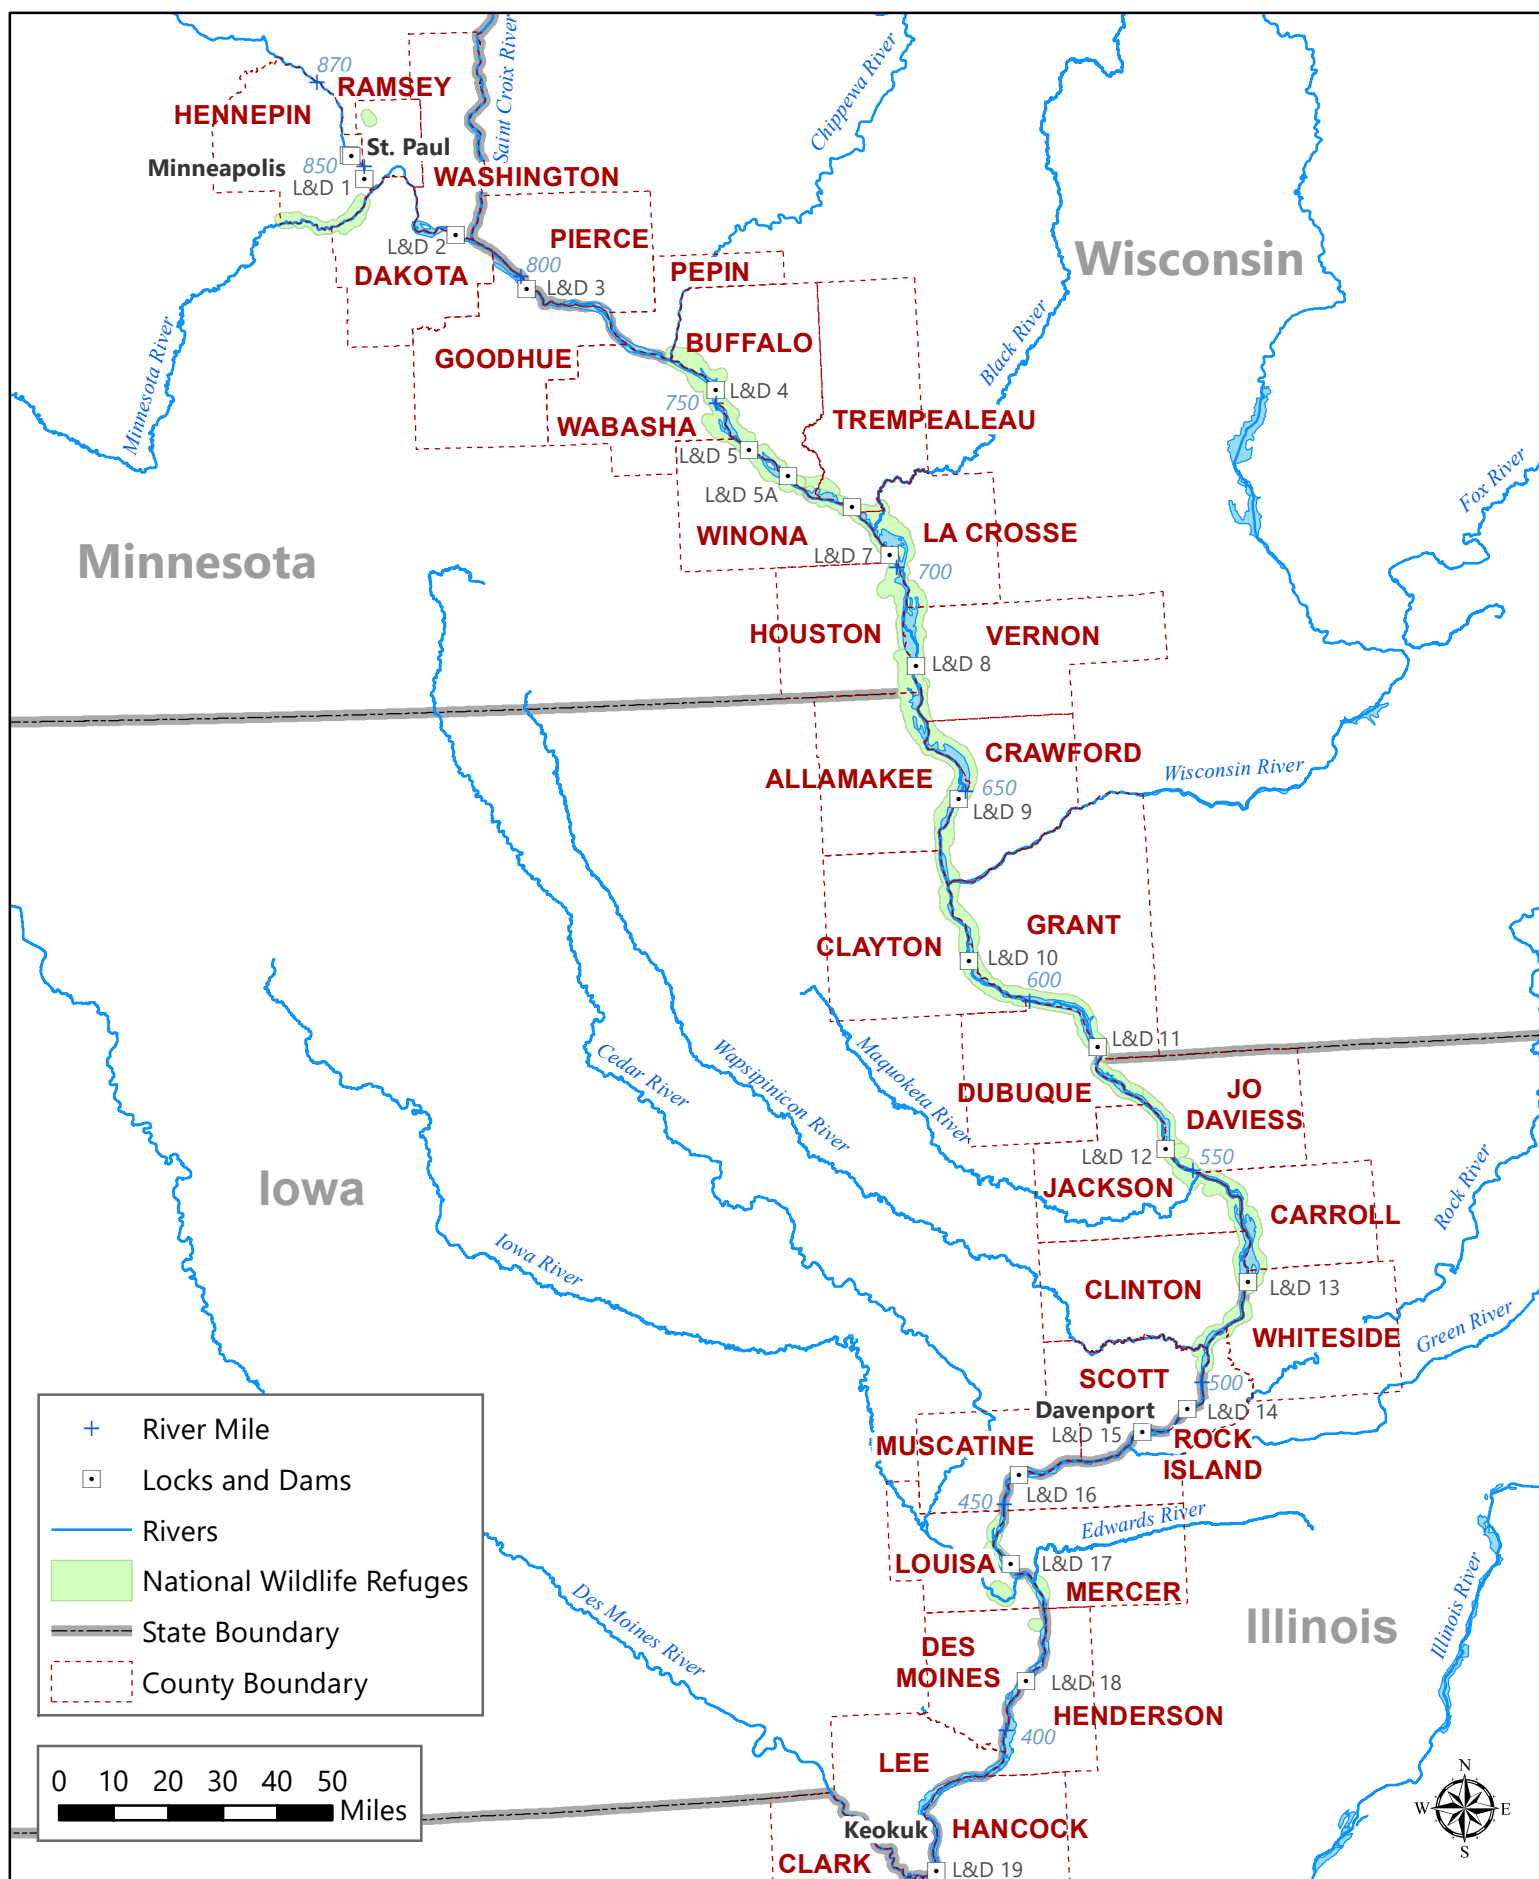 870
RAMSEY
HENNEPIN
Saint Croix River
Chippewa River
St. Paul
Minneapolis
850
L&D 1
WASHINGTON
L&D 2
PIERCE
Wisconsin
DAKOTA
800
PEPIN
L&D 3
Minnesota River
GOODHUE
BUFFALO
Black River
L&D 4
750
WABASHA
TREMPEALEAU
L&D 5
L&D 5A
Fox River
WINONA
LA CROSSE
Minnesota
L&D 7
700
HOUSTON
VERNON
L&D 8
CRAWFORD
ALLAMAKEE
Wisconsin River
650
L&D 9
GRANT
CLAYTON
L&D 10
600
L&D 11
Cedar River
Wapsipinicon River
Maquoketa River
DUBUQUE
JO
DAVIESS
L&D 12
550
Iowa
JACKSON
CARROLL
Rock River
Iowa River
CLINTON
L&D 13
WHITESIDE
Green River
SCOTT
500
Davenport
L&D 14
L&D 15
MUSCATINE
ROCK
ISLAND
450
L&D 16
Edwards River
LOUISA
L&D 17
MERCER
Illinois
Illinois River
Des Moines River
DES
MOINES
L&D 18
HENDERSON
400
LEE
Keokuk
HANCOCK
CLARK
L&D 19
River Mile
Locks and Dams
Rivers
National Wildlife Refuges
State Boundary
County Boundary
0 10 20 30 40 50
Miles
N
W E
S